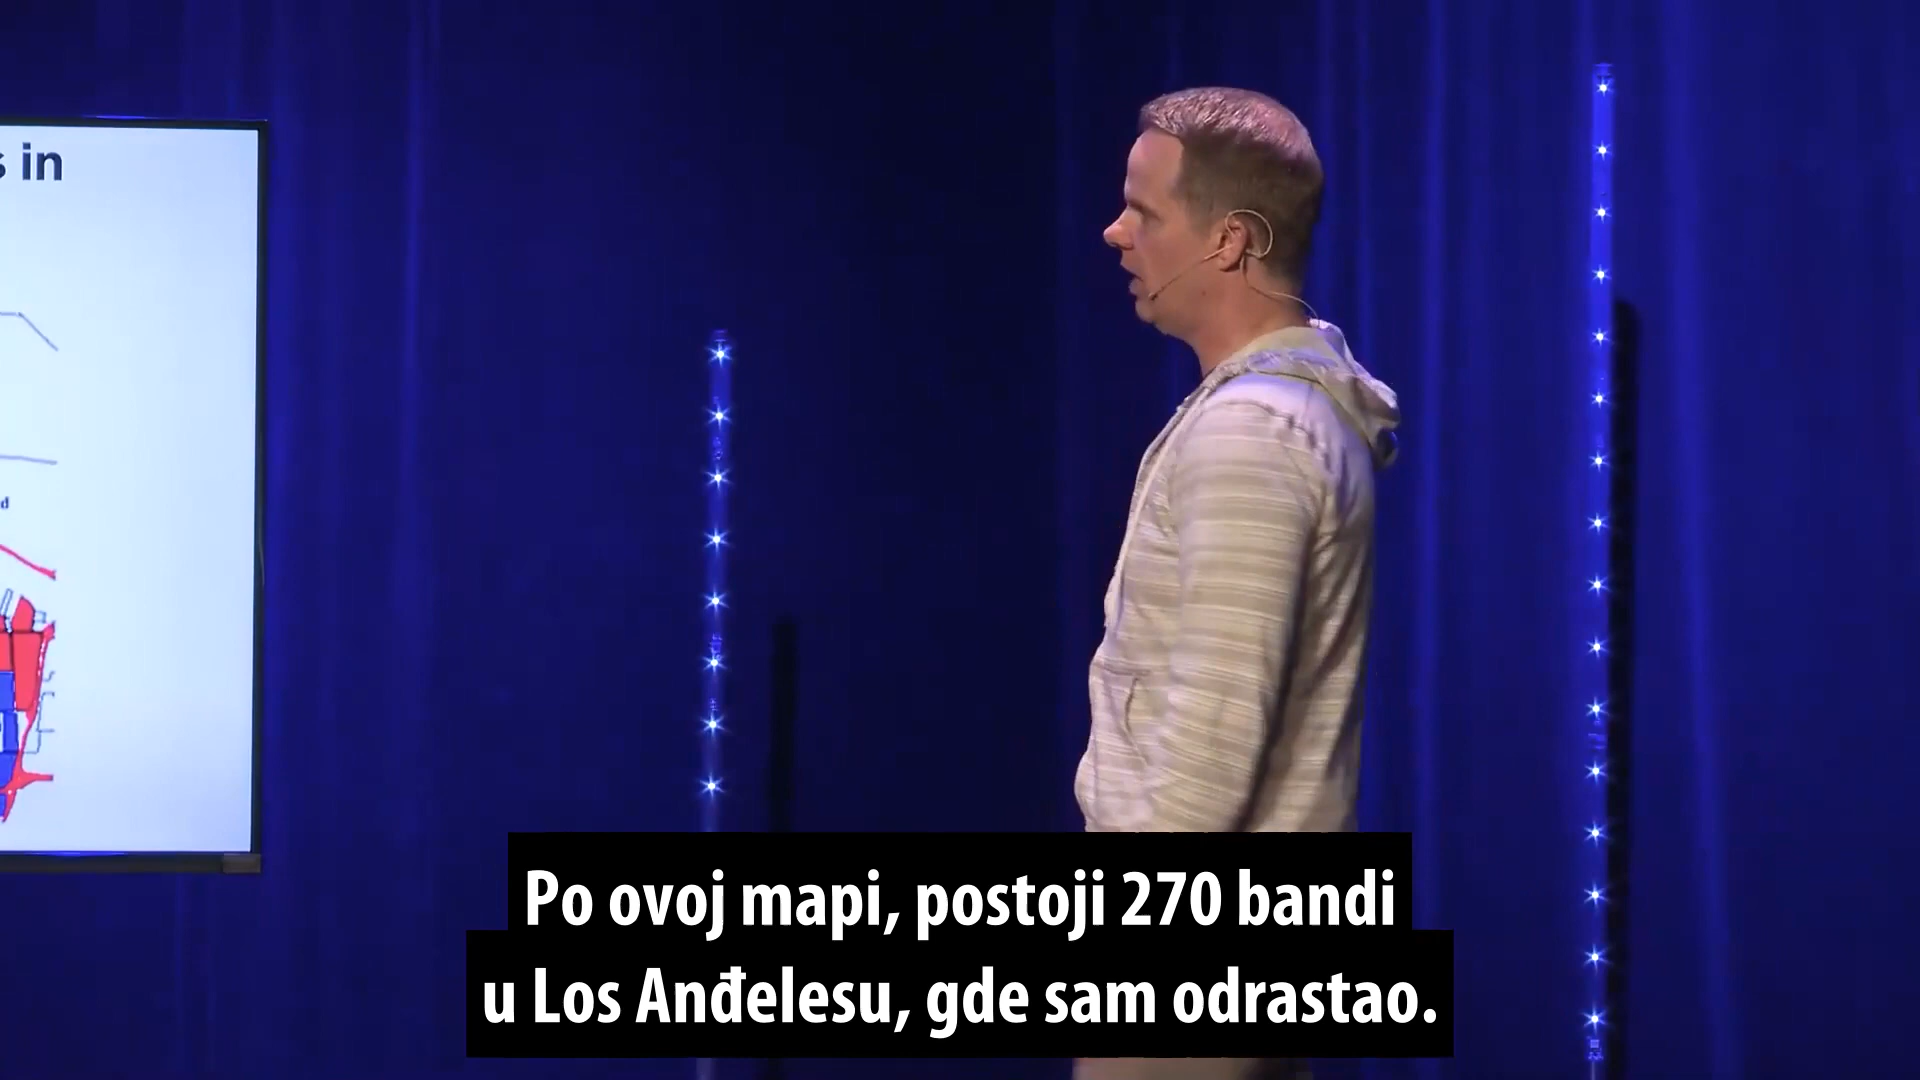 in
d
Po ovoj mapi, postoji 270 bandi
u Los Anđelesu, gde sam odrastao.